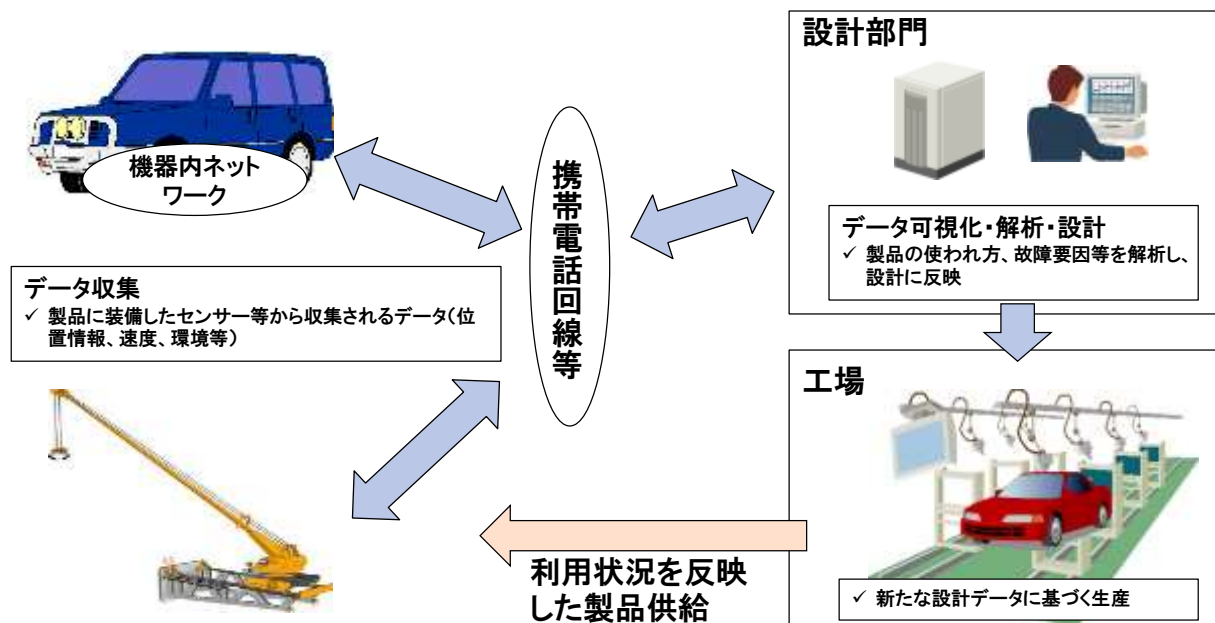 機器内ネット
ワーク
データ収集
✓ 製品に装備したセンサー等から収集されるデータ(位
置情報、速度、環境等)
携帯電話回線等
設計部門
データ可視化・解析・設計
✓ 製品の使われ方、故障要因等を解析し、
設計に反映
工場
✓ 新たな設計データに基づく生産
利用状況を反映
した製品供給